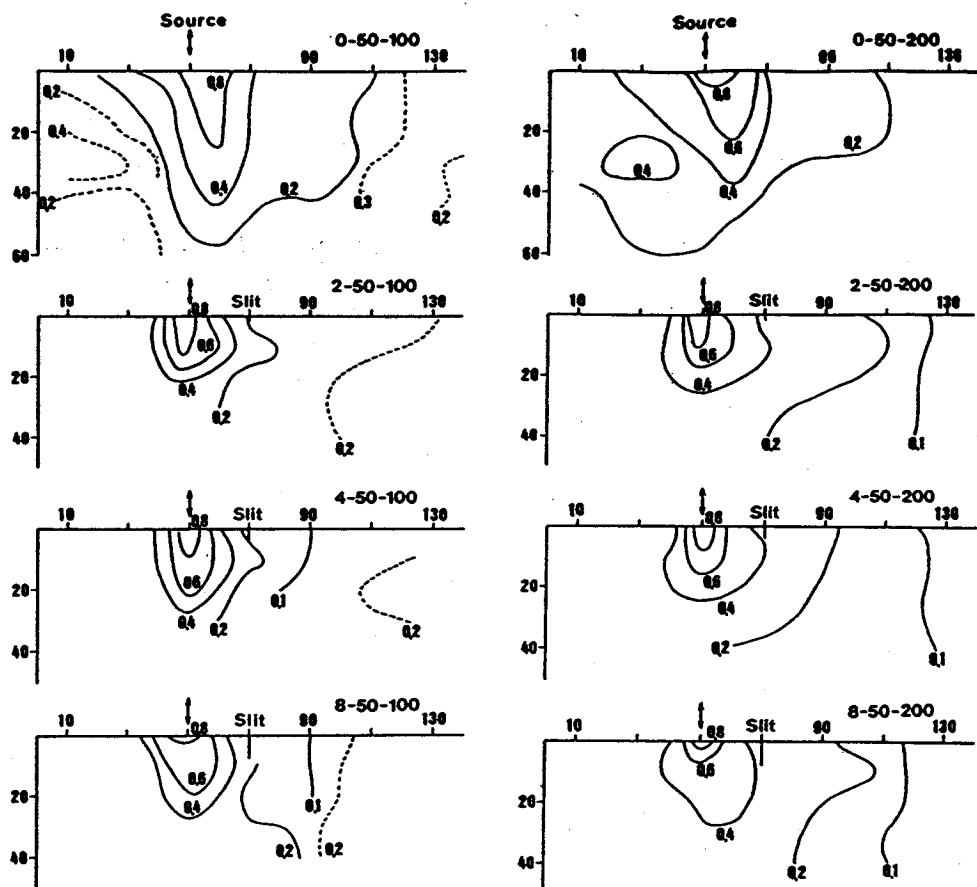 Source Source
10 90 0-50-100 130 10 90 0-50-200 130
0,2 0,8 0,6
0,4 0,2
20 20 0,6
0,4
40 0,2 0,4 0,2 0,3 0,2 40 0,4
60 60
2-50-100 2-50-200
10 0,8 Slit 90 130 10 0,6 Slit 90 130
0,6 0,6
20 0,4 20 0,4
0,2
40 0,2 40 0,2 0,1
4-50-100 4-50-200
10 0,8 Slit 90 130 10 0,6 Slit 90 130
20 0,6 0,1 20 0,6
0,4 0,2 0,2 0,4
40 40 0,2 0,1
8-50-100 8-50-200
10 0,8 Slit 90 130 10 0,8 Slit 90 130
0,6 0,6
20 0,4 0,1 20
0,4
40 0,2 0,2 40 0,2 0,1